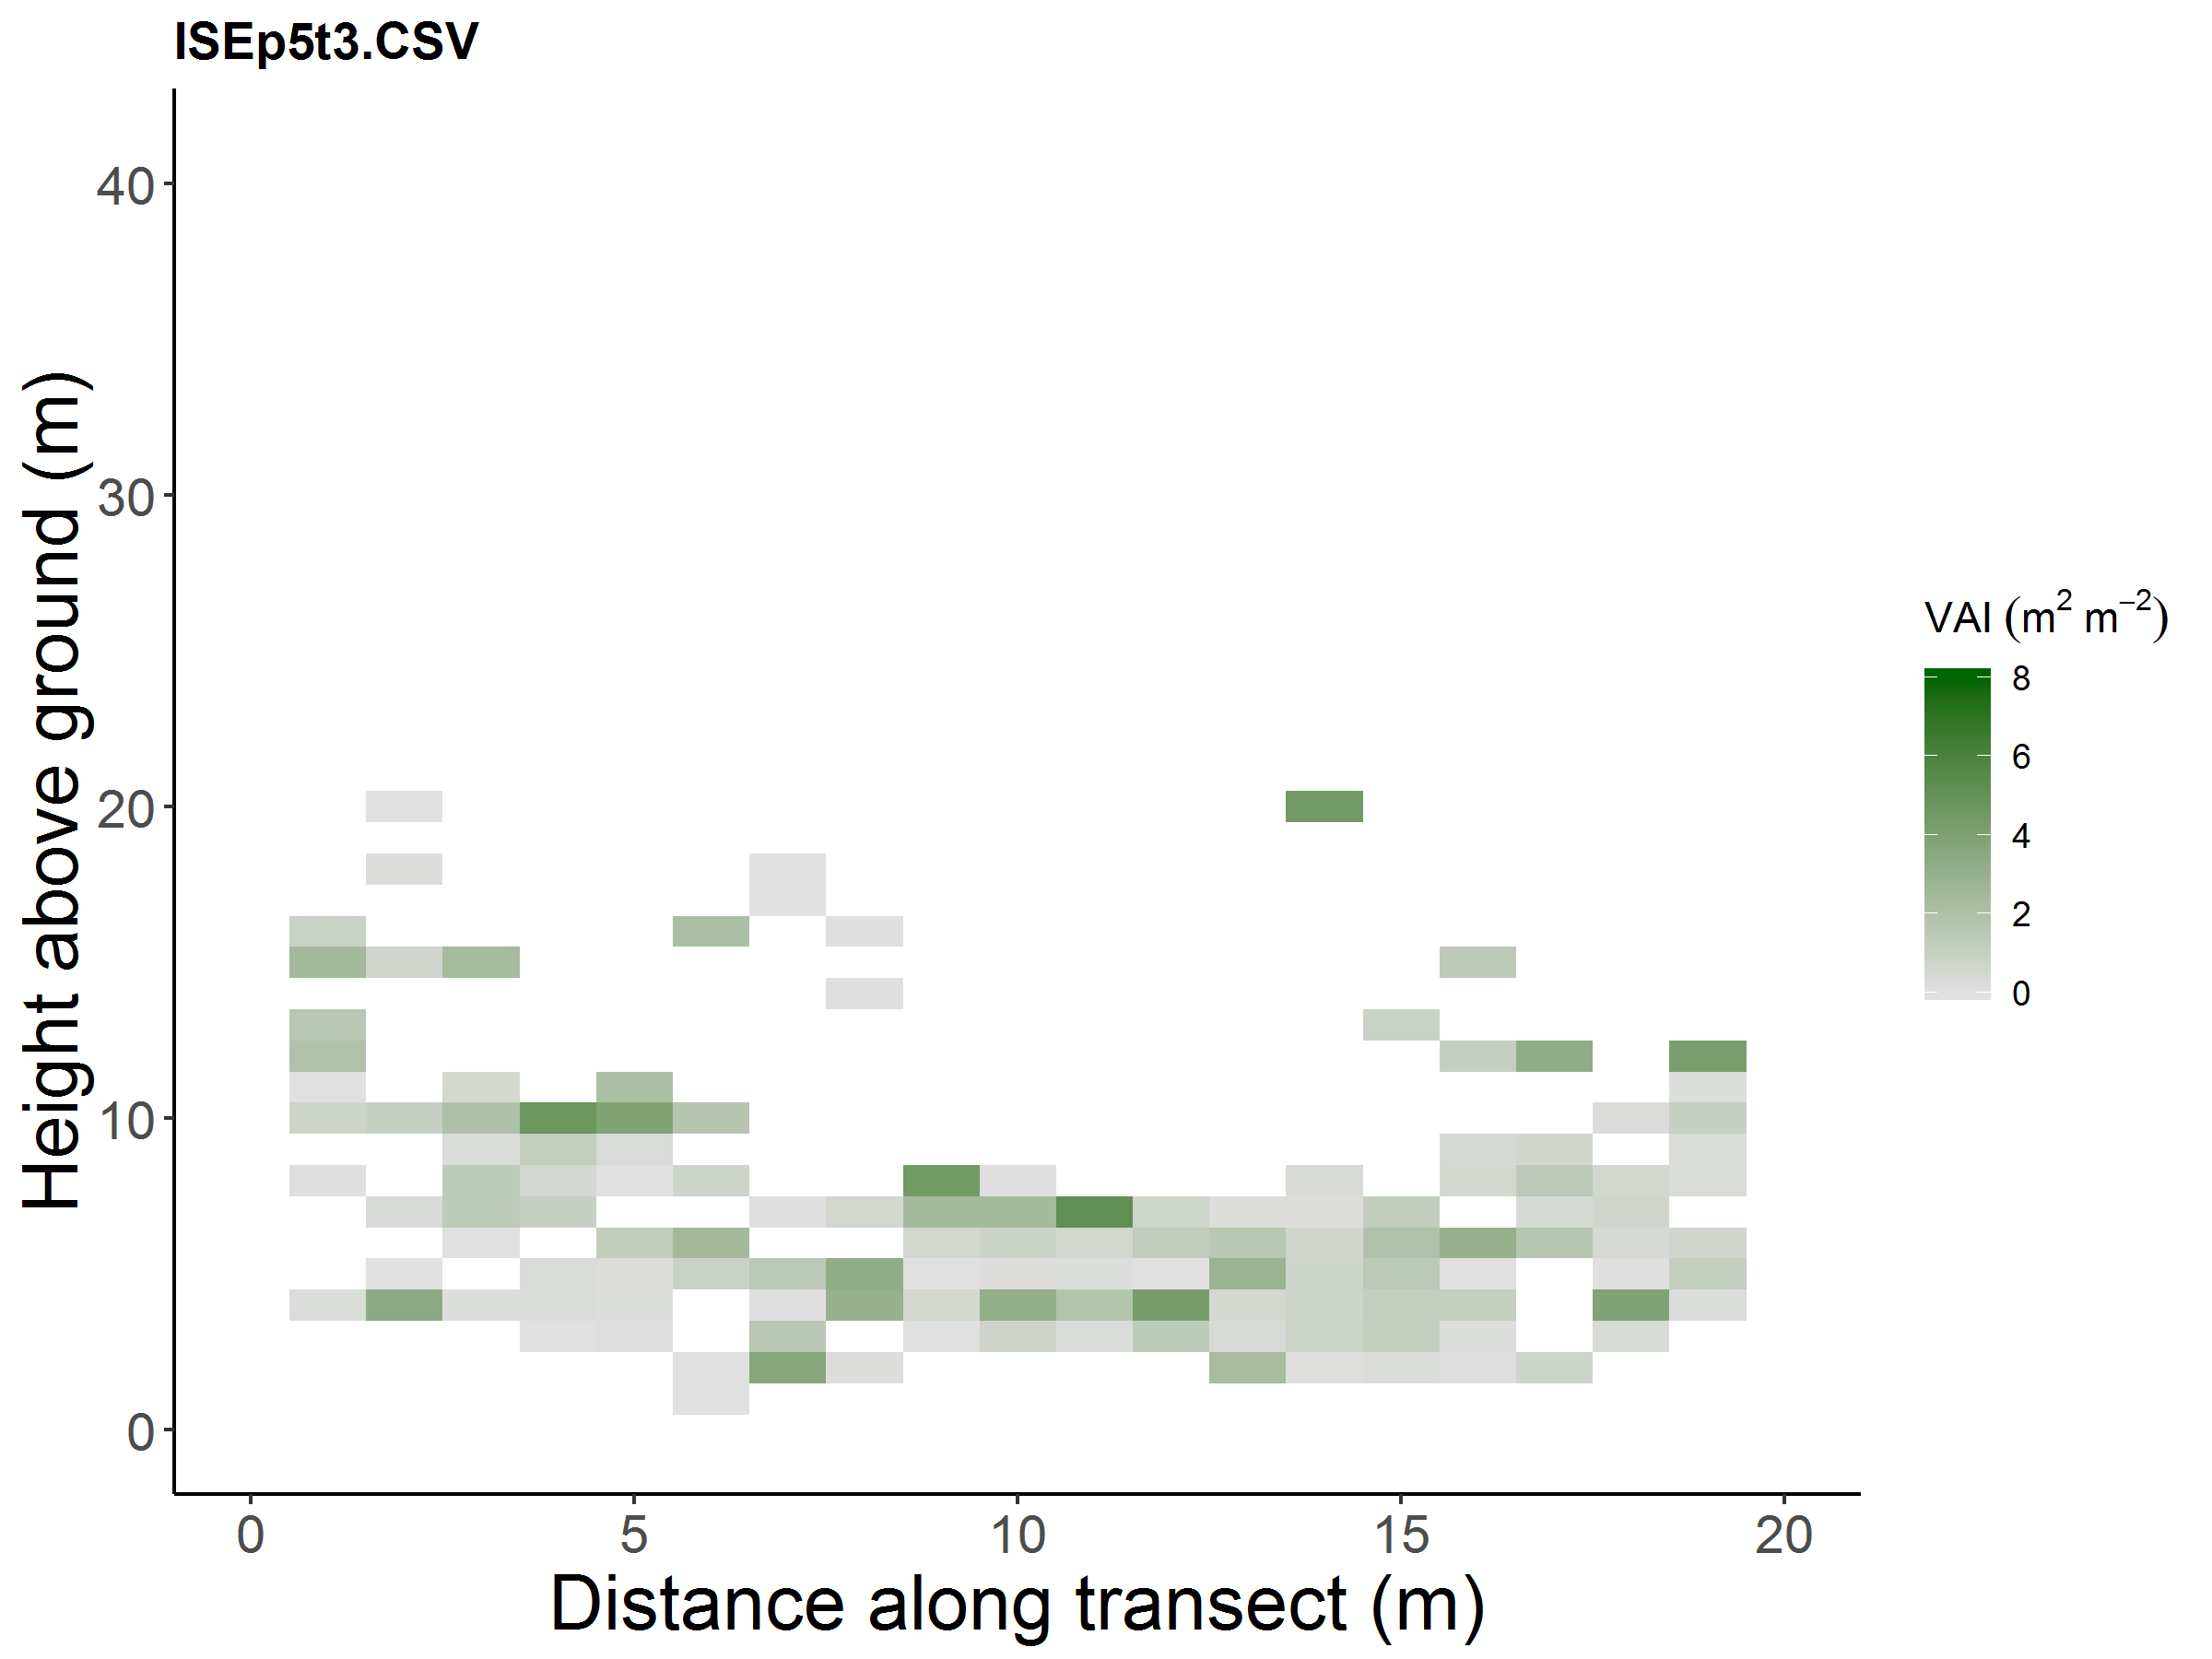 ISEp5t3.CSV
Height above ground (m)
40
30
20
10
0
0 5 10 15 20
Distance along transect (m)
VAI (m² m⁻²)
8
6
4
2
0